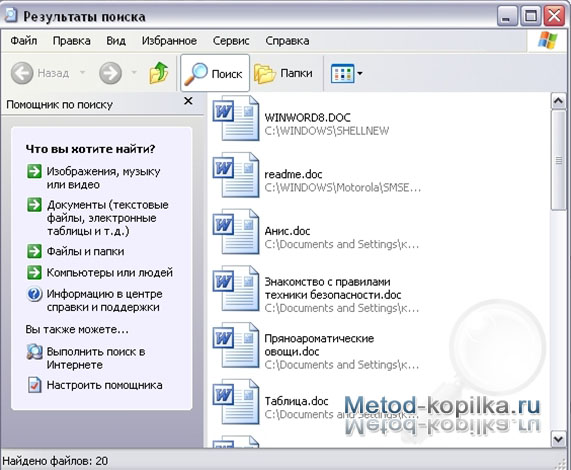 Результаты поиска
Файл Правка Вид Избранное Сервис Справка
Назад Поиск Папки
Помощник по поиску
Что вы хотите найти?
Изображения, музыку
или видео
Документы (текстовые
файлы, электронные
таблицы и т.д.)
Файлы и папки
Компьютеры или людей
Информацию в центре
справки и поддержки
Вы также можете...
Выполнить поиск в
Интернете
Настроить помощника
WINWORD8.DOC
C:\WINDOWS\SHELLNEW
readme.doc
C:\WINDOWS\Motorola\SMSE...
Анис.doc
C:\Documents and Settings\к...
Знакомство с правилами
техники безопасности.doc
C:\Documents and Settings\к...
Пряноароматические
овощи.doc
C:\Documents and Settings\к...
Таблица.doc
C:\Documents and Settings\к...
Metod-kopilka.ru
Найдено файлов: 20